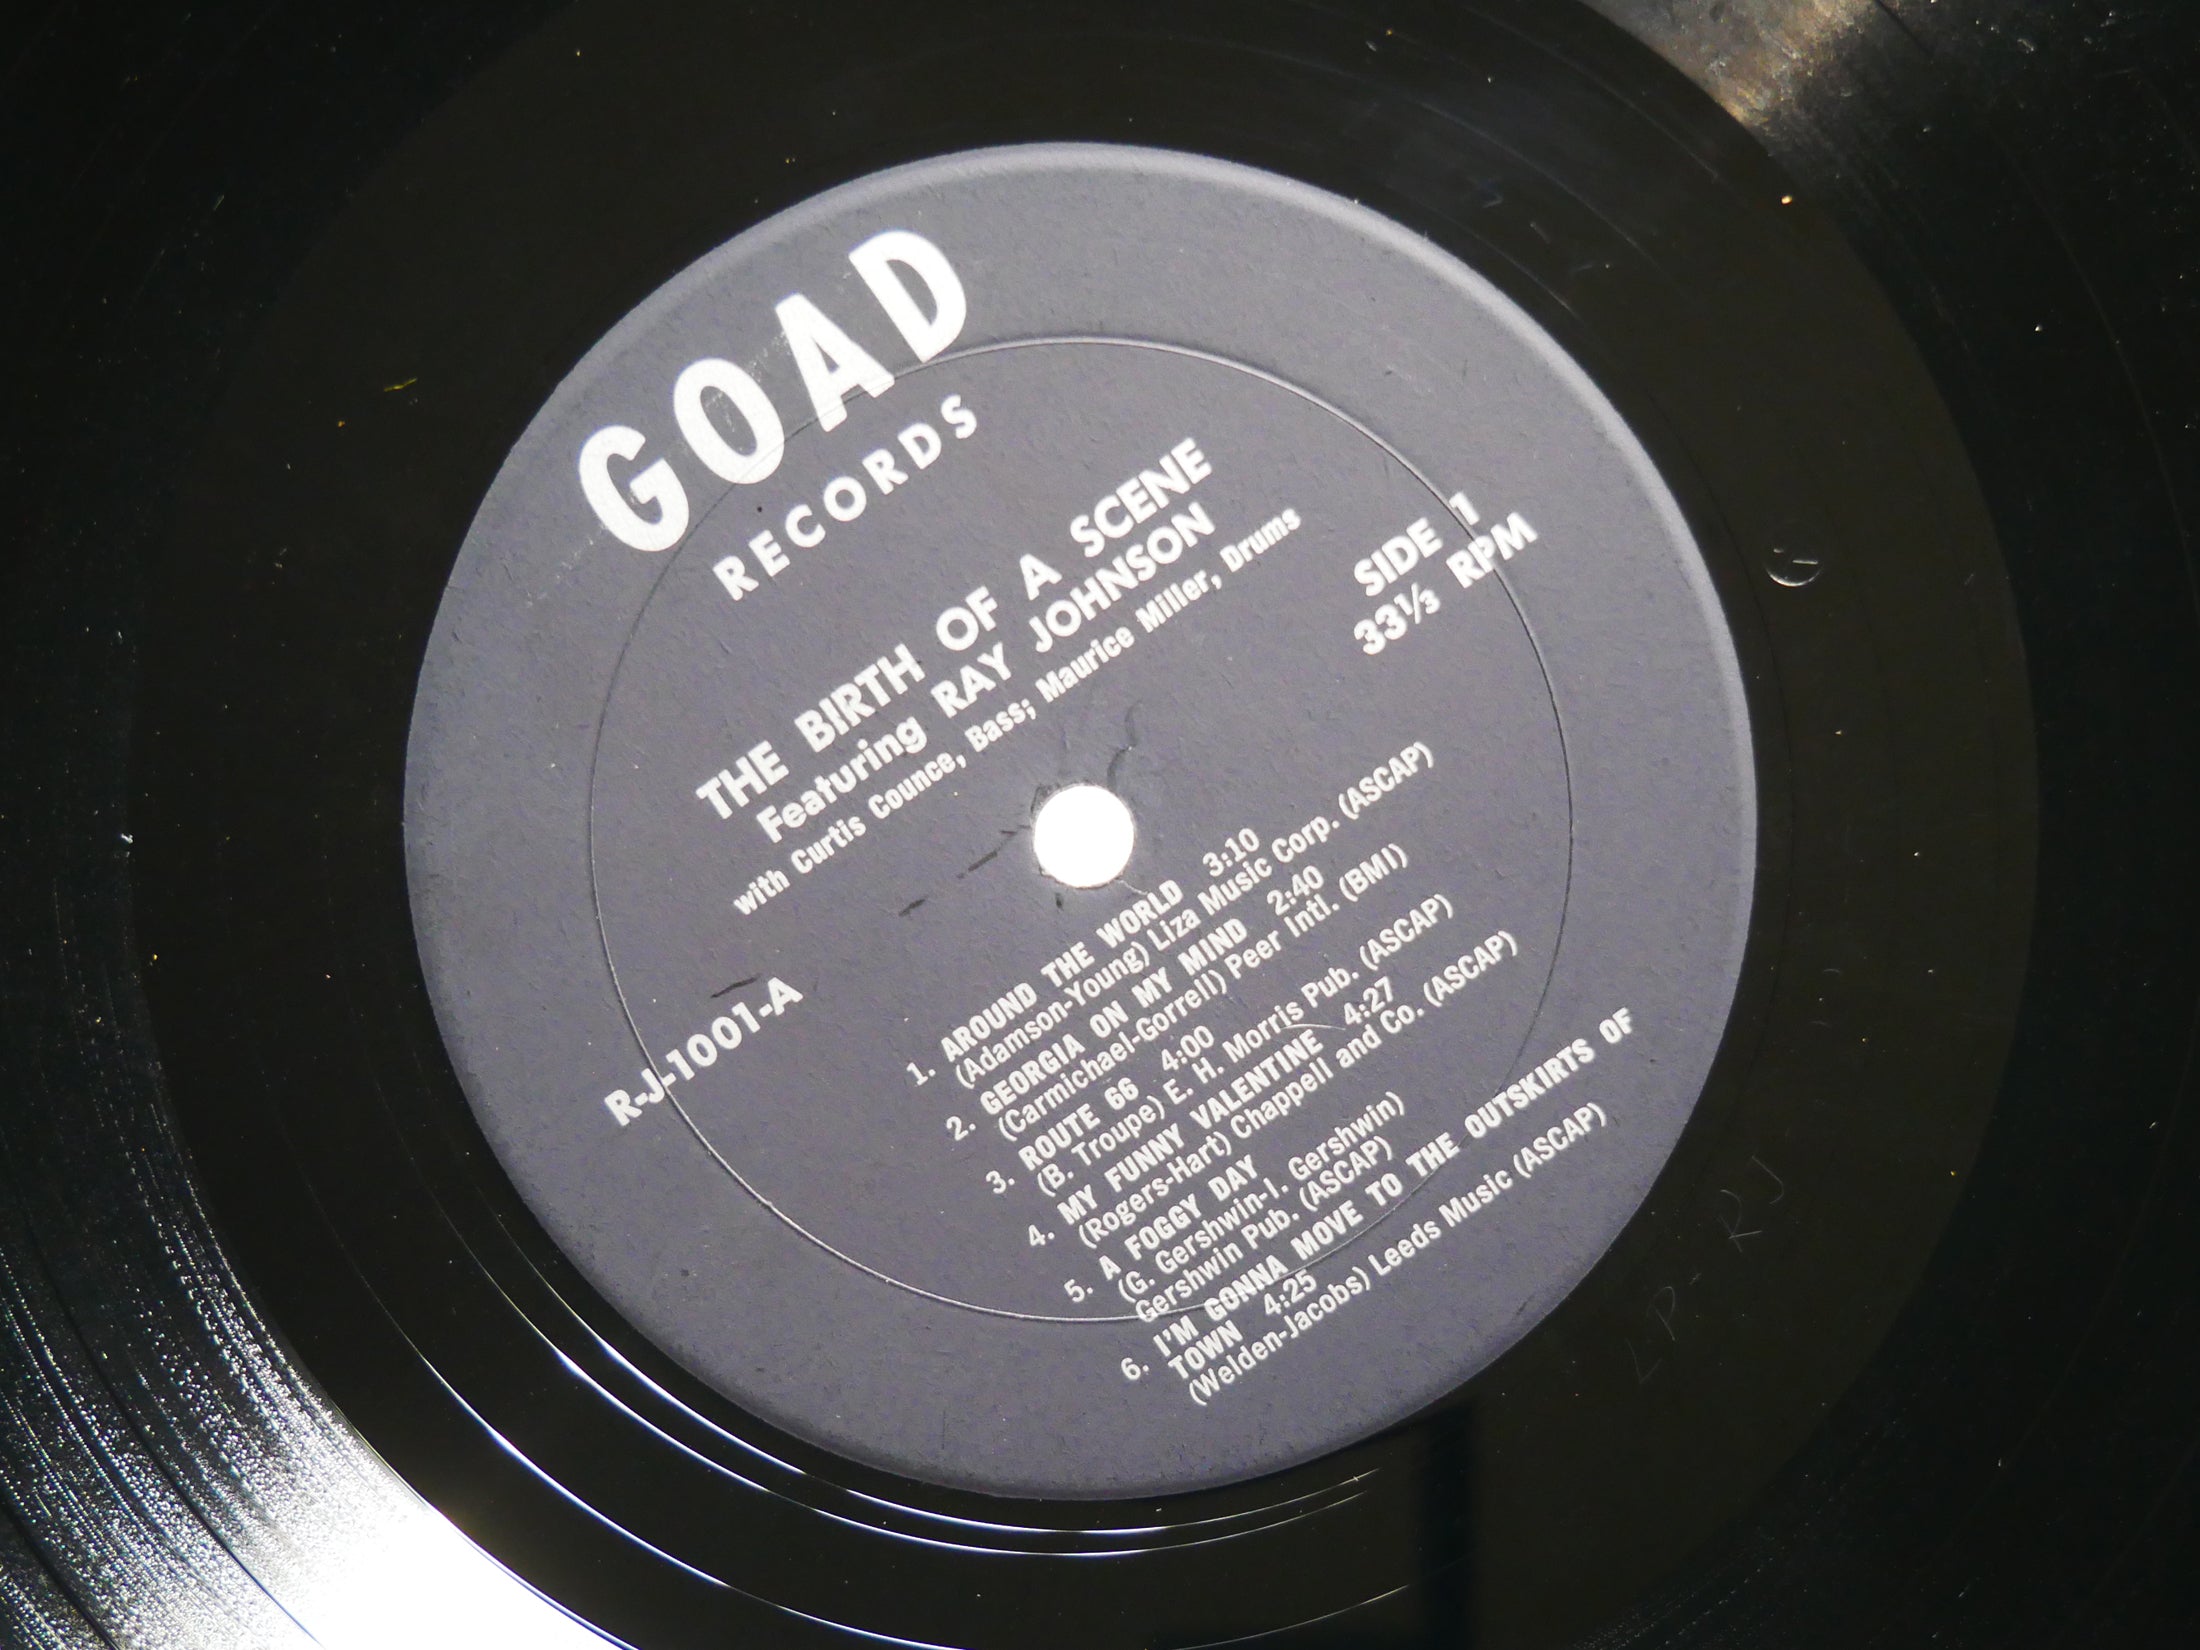 GOAD
RECORDS
THE BIRTH OF A SCENE
Featuring RAY JOHNSON
with Curtis Counce, Bass; Maurice Miller, Drums
SIDE 1
33⅓ RPM
R-J-1001-A
1. AROUND THE WORLD 3:10
(Adamson-Young) Liza Music Corp. (ASCAP)
2. GEORGIA ON MY MIND 2:40
(Carmichael-Gorrell) Peer Intl. (BMI)
3. ROUTE 66 4:00
(B. Troupe) E. H. Morris Pub. (ASCAP)
4. MY FUNNY VALENTINE 4:27
(Rogers-Hart) Chappell and Co. (ASCAP)
5. A FOGGY DAY
(G. Gershwin-I. Gershwin)
Gershwin Pub. (ASCAP)
6. I'M GONNA MOVE TO THE OUTSKIRTS OF
TOWN 4:25
(Welden-Jacobs) Leeds Music (ASCAP)
LP-RJ